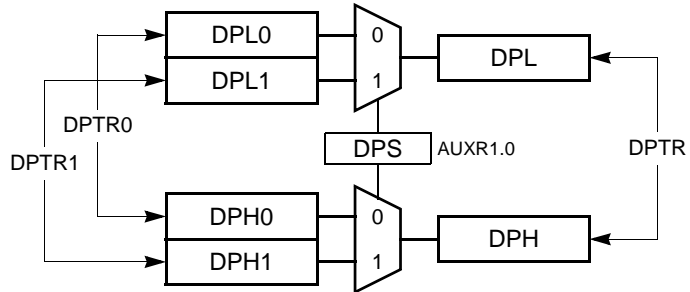 DPL0
0
DPL
DPL1
1
DPTR0
DPTR1
DPS
AUXR1.0
DPTR
DPH0
0
DPH
DPH1
1